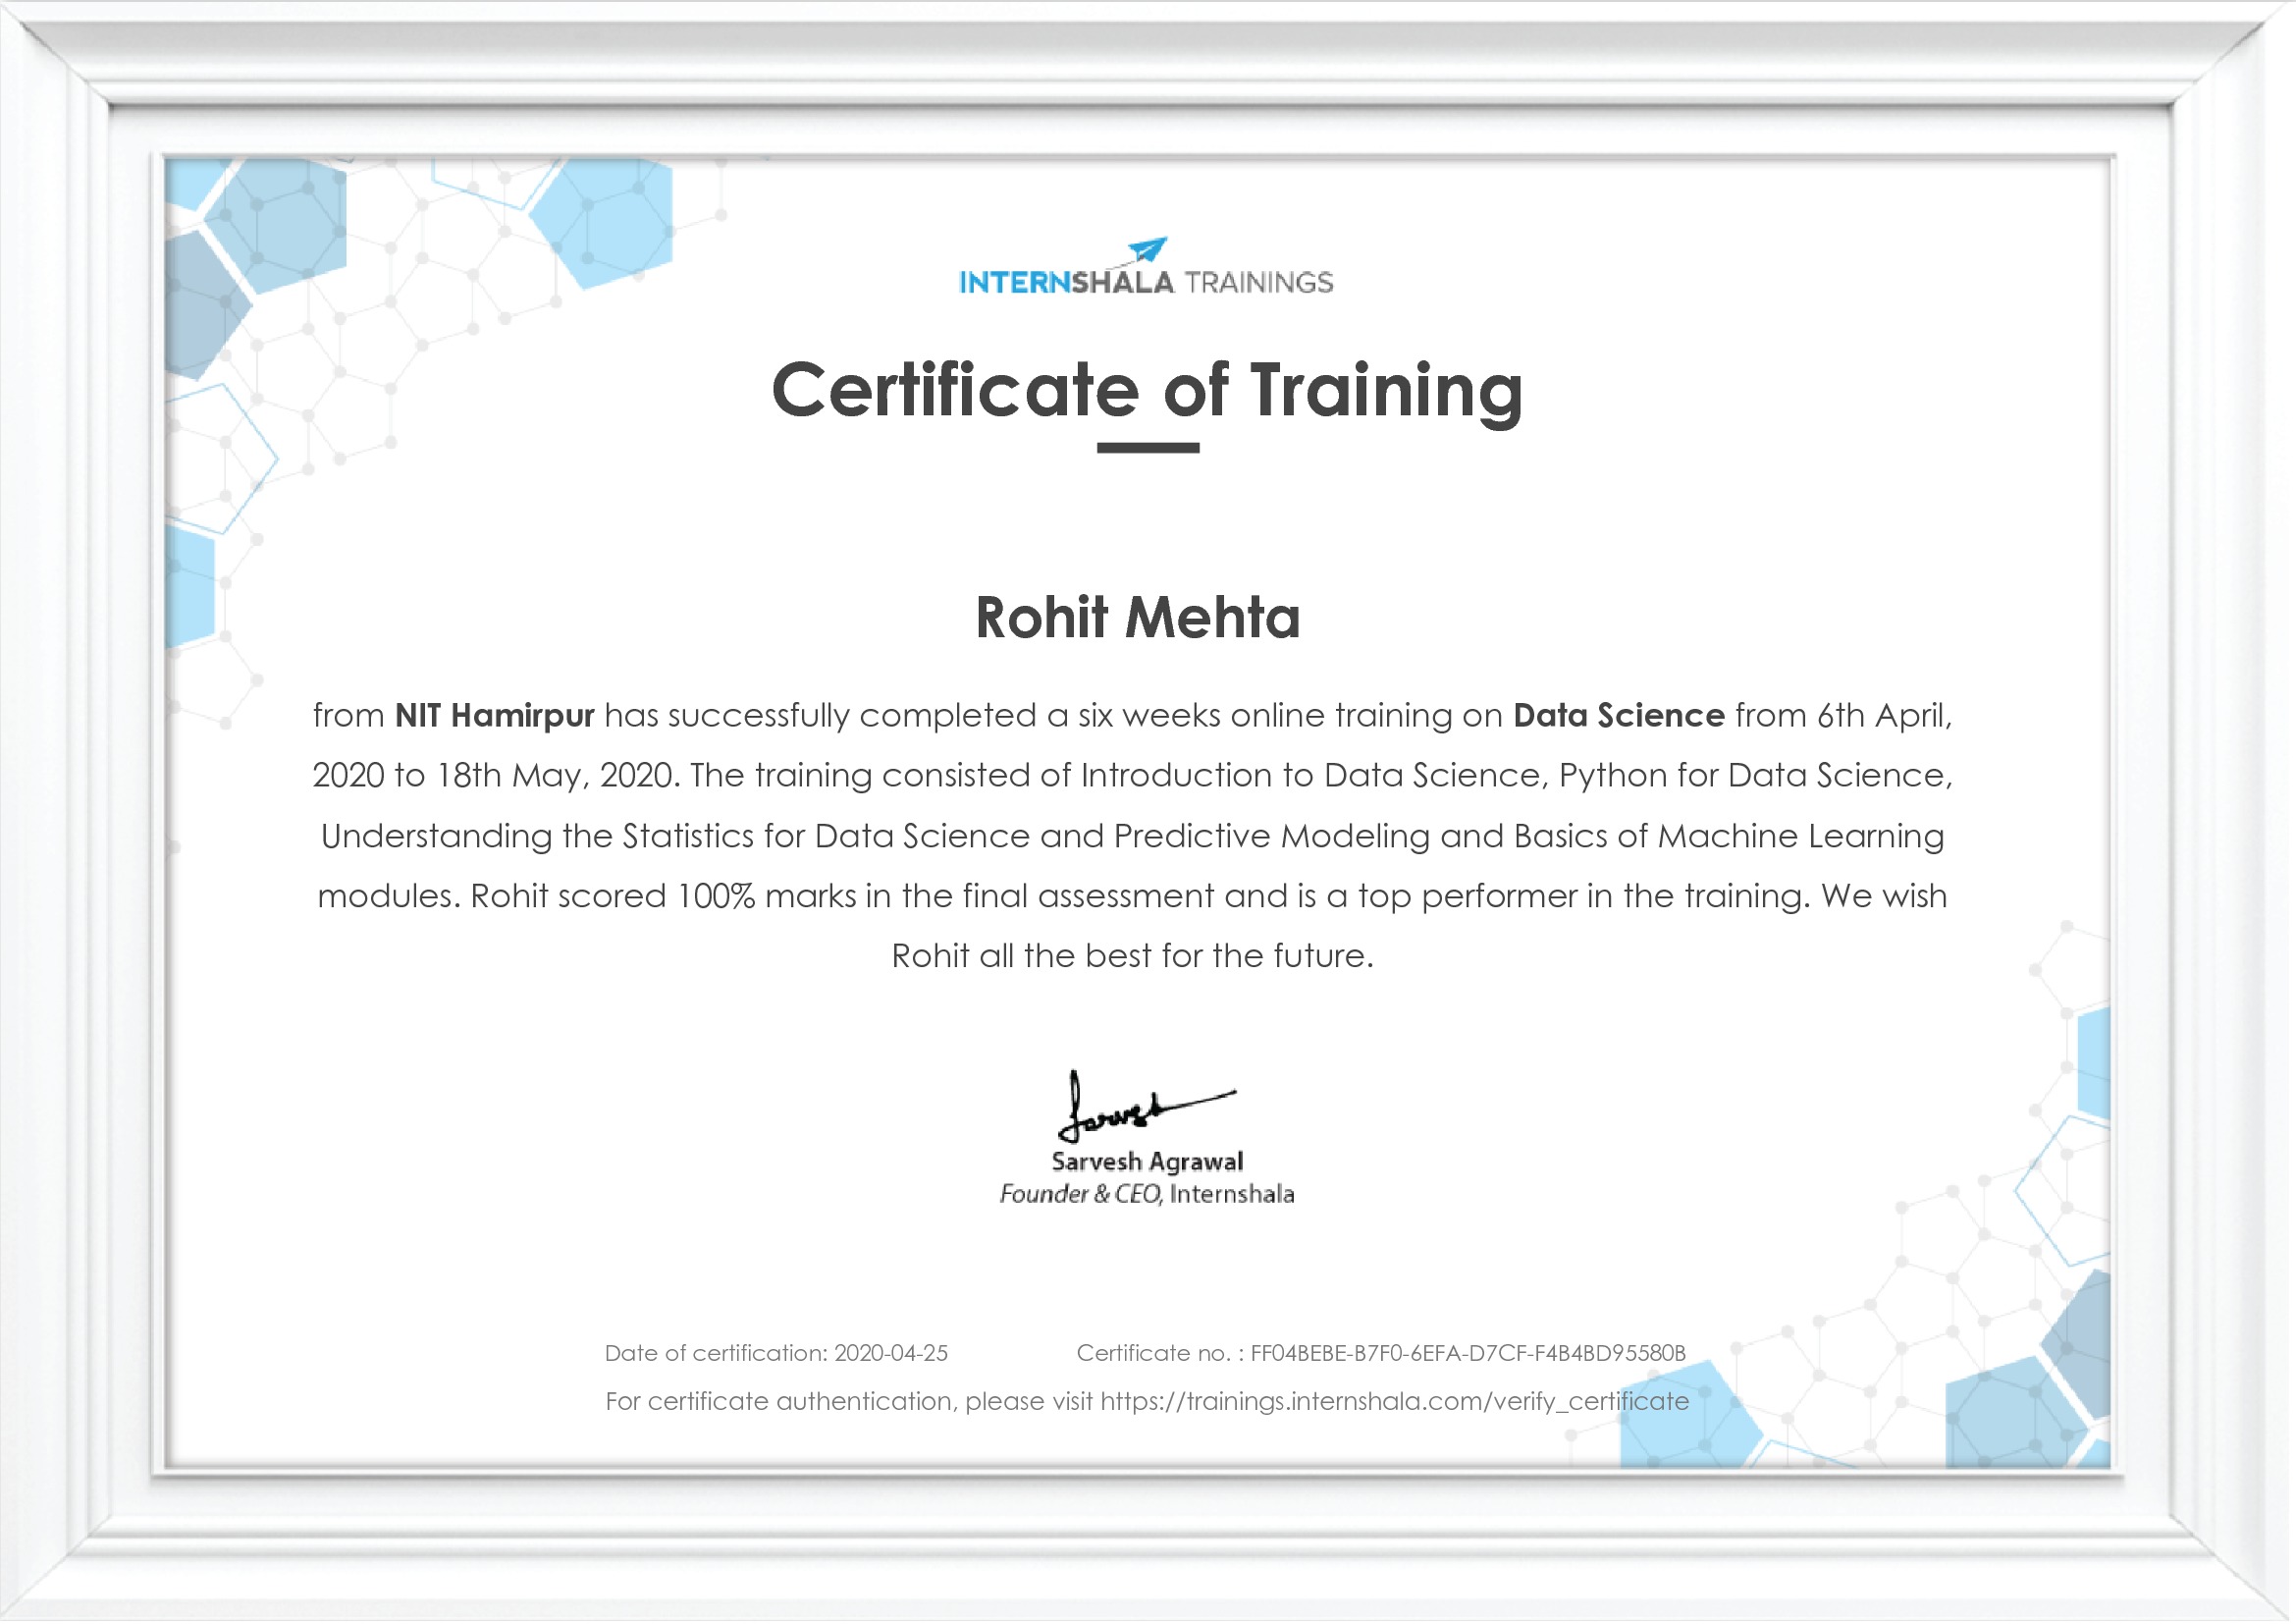 INTERNSHALA TRAININGS
Certificate of Training
Rohit Mehta
from NIT Hamirpur has successfully completed a six weeks online training on Data Science from 6th April,
2020 to 18th May, 2020. The training consisted of Introduction to Data Science, Python for Data Science,
Understanding the Statistics for Data Science and Predictive Modeling and Basics of Machine Learning
modules. Rohit scored 100% marks in the final assessment and is a top performer in the training. We wish
Rohit all the best for the future.
Sarvesh
Sarvesh Agrawal
Founder & CEO, Internshala
Date of certification: 2020-04-25 Certificate no. : FF04BEBE-B7F0-6EFA-D7CF-F4B4BD95580B
For certificate authentication, please visit https://trainings.internshala.com/verify_certificate